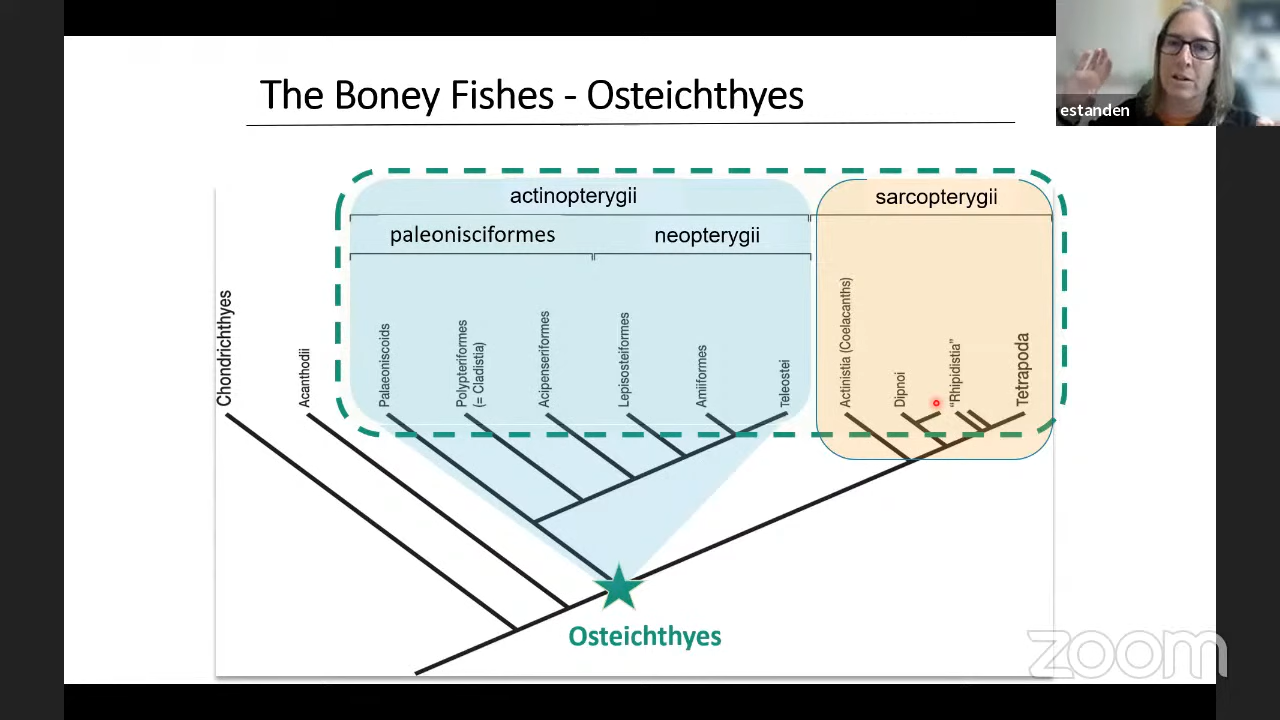 The Boney Fishes - Osteichthyes
estanden
actinopterygii
sarcopterygii
paleonisciformes
neopterygii
Chondrichthyes
Acanthodii
Palaeoniscoids
Polypteriformes
(= Cladistia)
Acipenseriformes
Lepisosteiformes
Amiiformes
Teleostei
Actinistia (Coelacanths)
Dipnoi
"Rhipidistia"
Tetrapoda
Osteichthyes
zoom